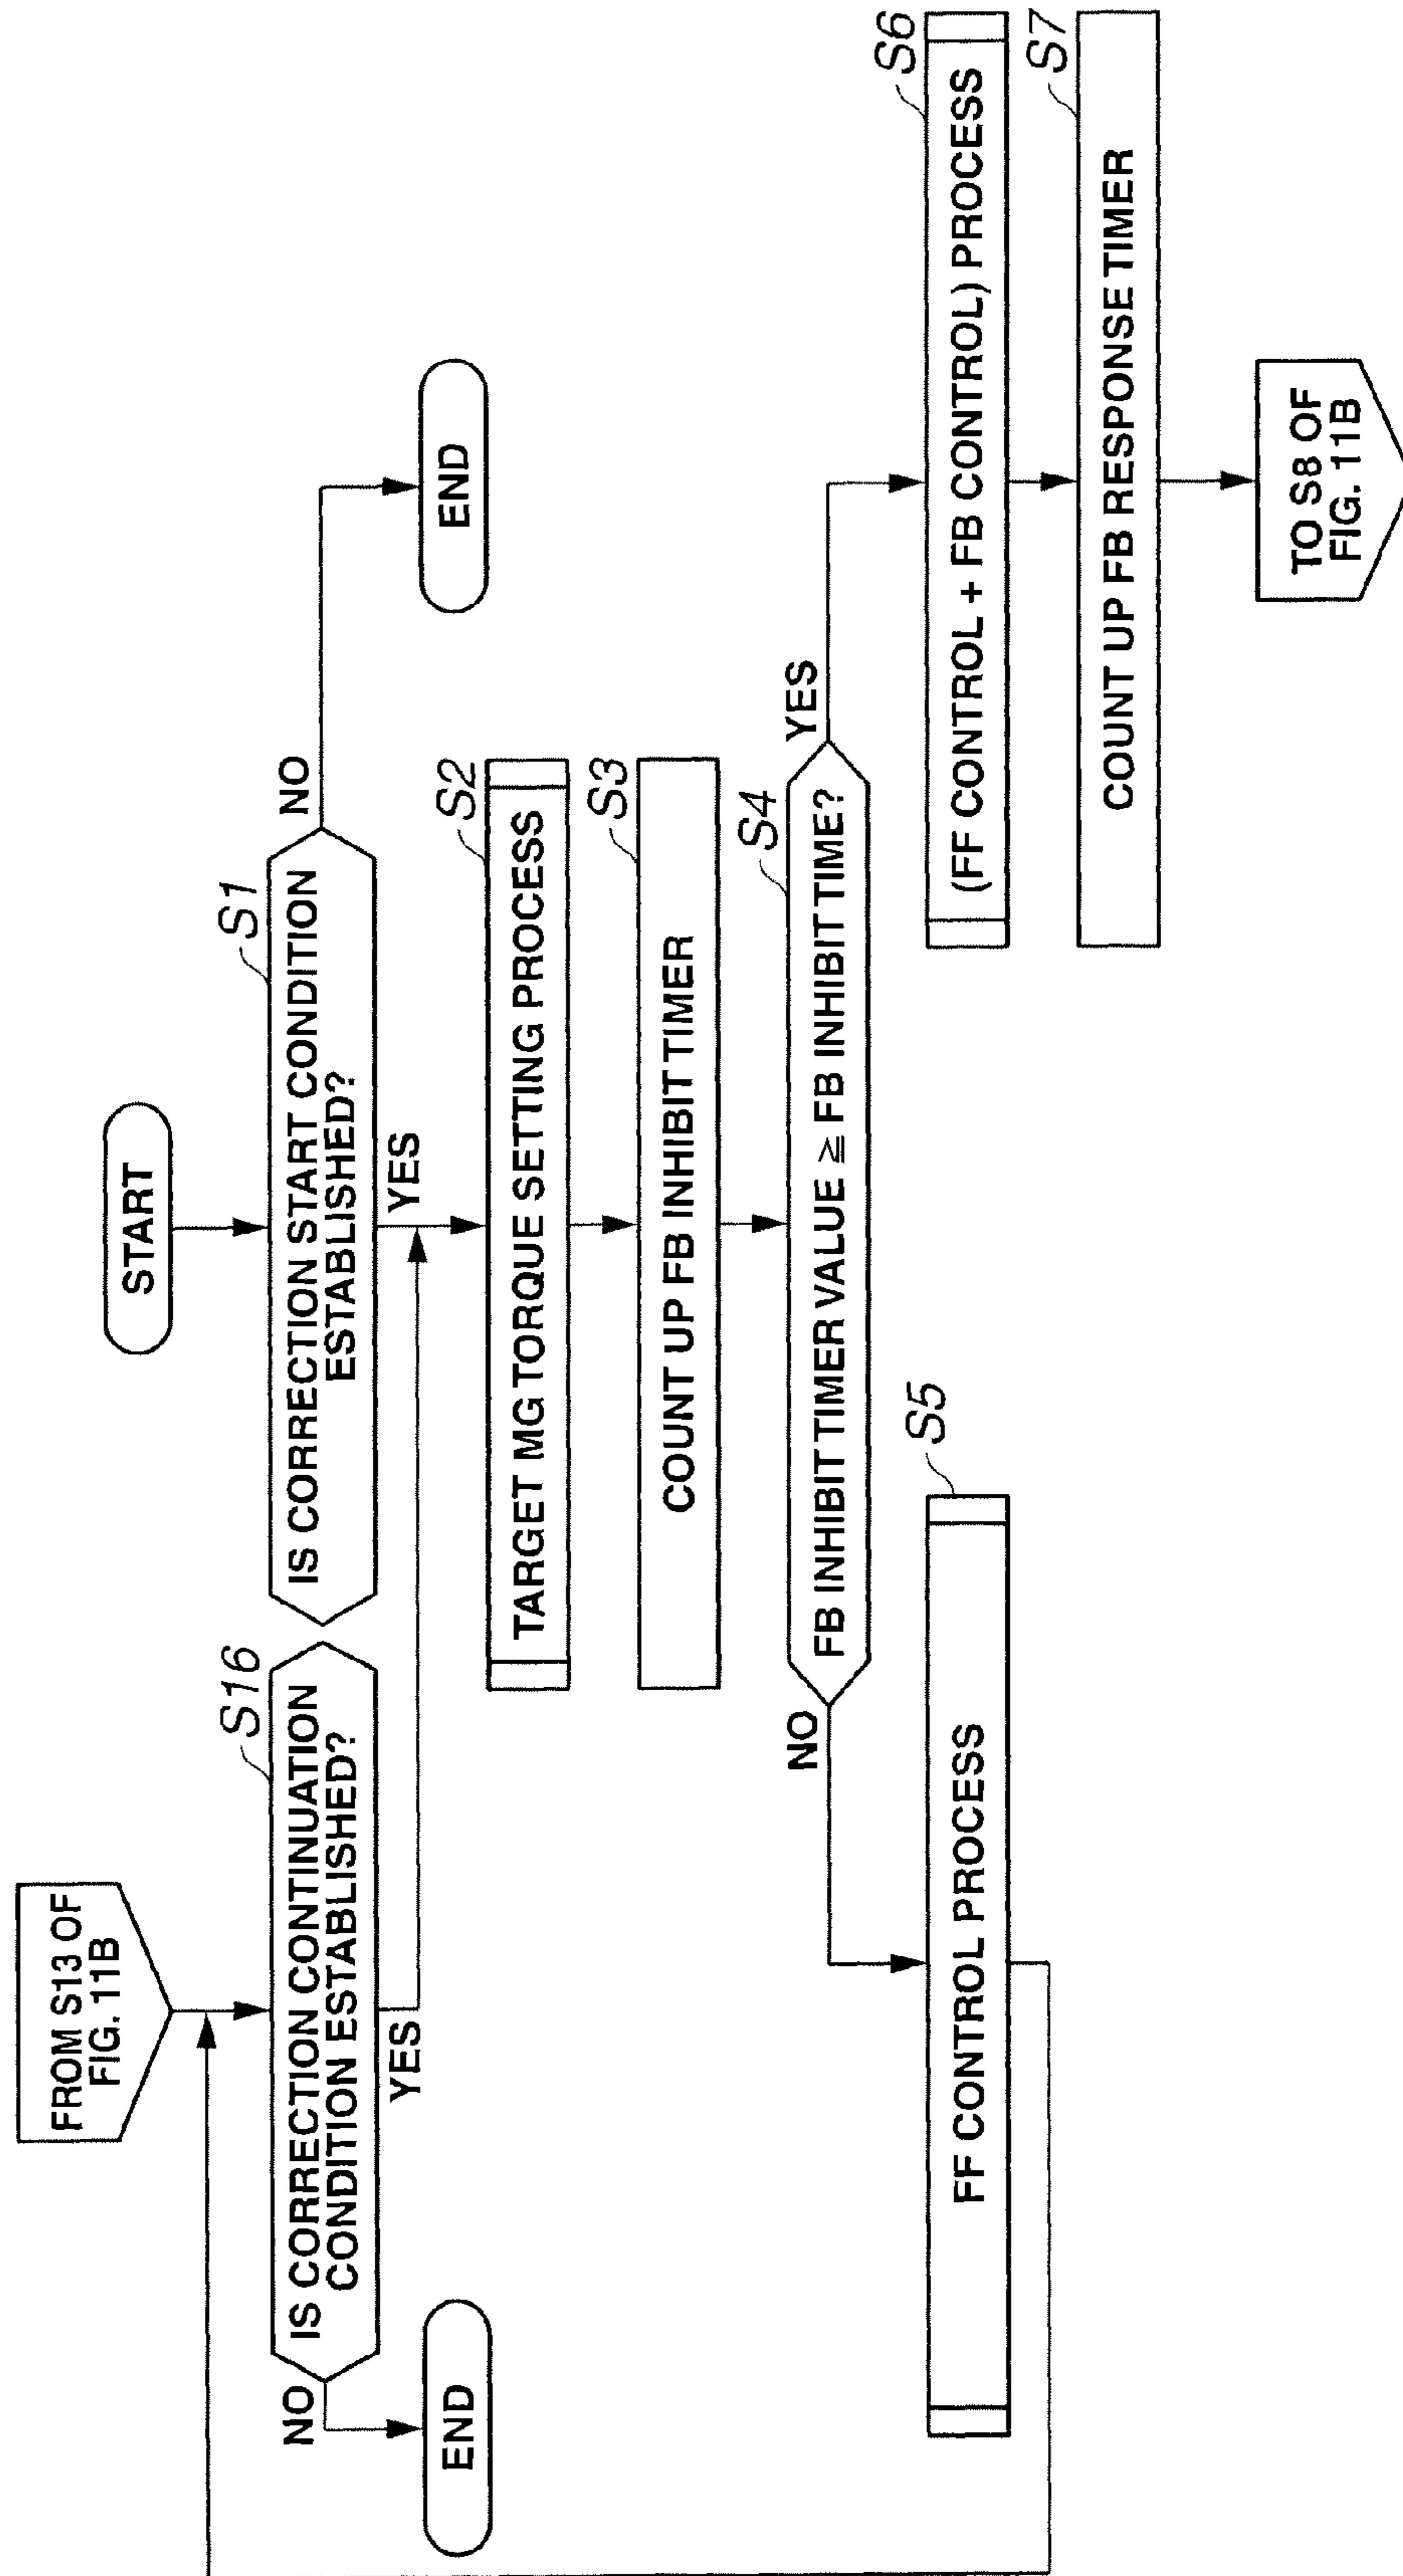 FROM S13 OF
FIG. 11B
START
S16
IS CORRECTION CONTINUATION
CONDITION ESTABLISHED?
NO
YES
END
S1
IS CORRECTION START CONDITION
ESTABLISHED?
NO
YES
END
S2
TARGET MG TORQUE SETTING PROCESS
S3
COUNT UP FB INHIBIT TIMER
S4
FB INHIBIT TIMER VALUE ≧ FB INHIBIT TIME?
NO
YES
S5
FF CONTROL PROCESS
S6
(FF CONTROL + FB CONTROL) PROCESS
S7
COUNT UP FB RESPONSE TIMER
TO S8 OF
FIG. 11B